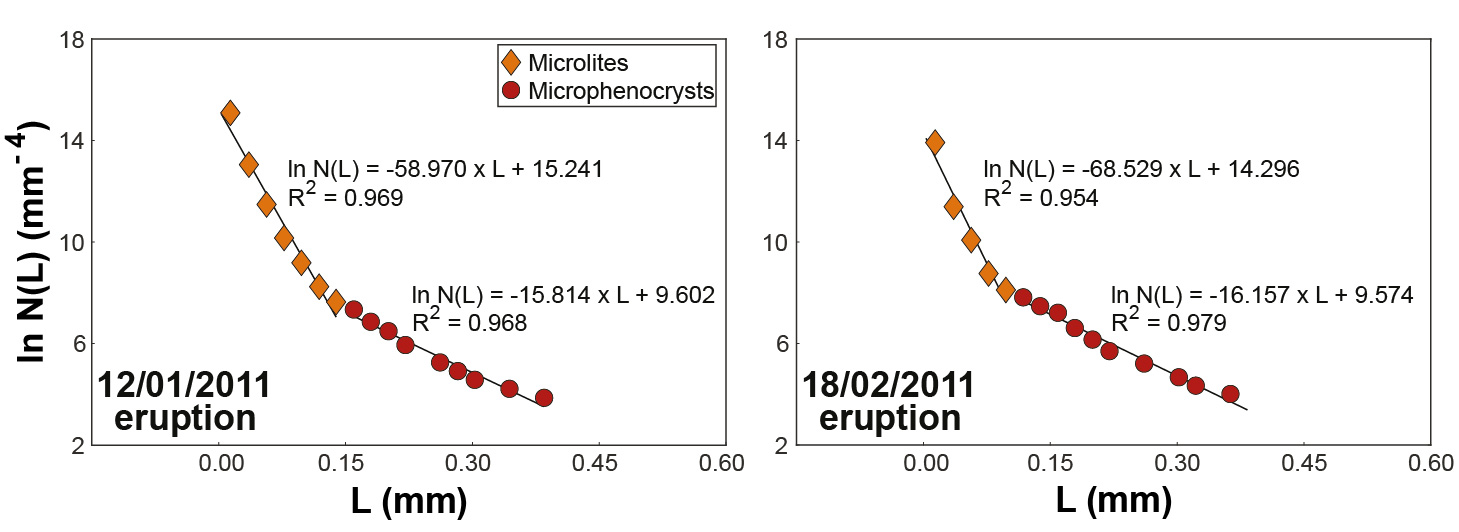 18
14
10
6
2
ln N(L) (mm⁻⁴)
Microlites
Microphenocrysts
ln N(L) = -58.970 x L + 15.241
R² = 0.969
ln N(L) = -15.814 x L + 9.602
R² = 0.968
12/01/2011
eruption
0.00 0.15 0.30 0.45 0.60
L (mm)
18
14
10
6
2
ln N(L) = -68.529 x L + 14.296
R² = 0.954
ln N(L) = -16.157 x L + 9.574
R² = 0.979
18/02/2011
eruption
0.00 0.15 0.30 0.45 0.60
L (mm)